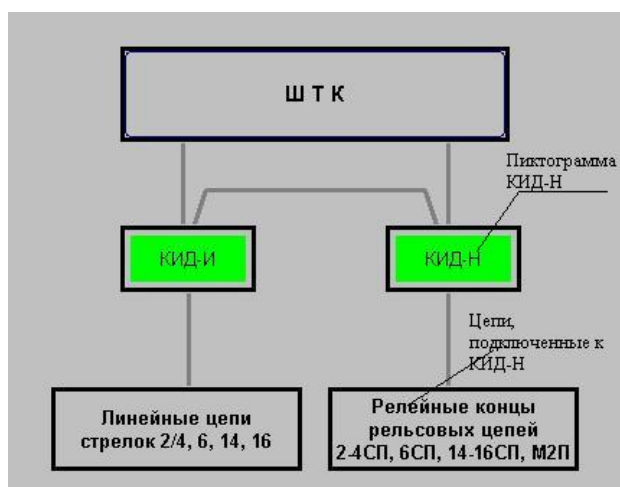 Ш Т К
Пиктограмма
КИД-Н
КИД-И
КИД-Н
Цепи,
подключенные к
КИД-Н
Линейные цепи
стрелок 2/4, 6, 14, 16
Релейные концы
рельсовых цепей
2-4СП, 6СП, 14-16СП, М2П